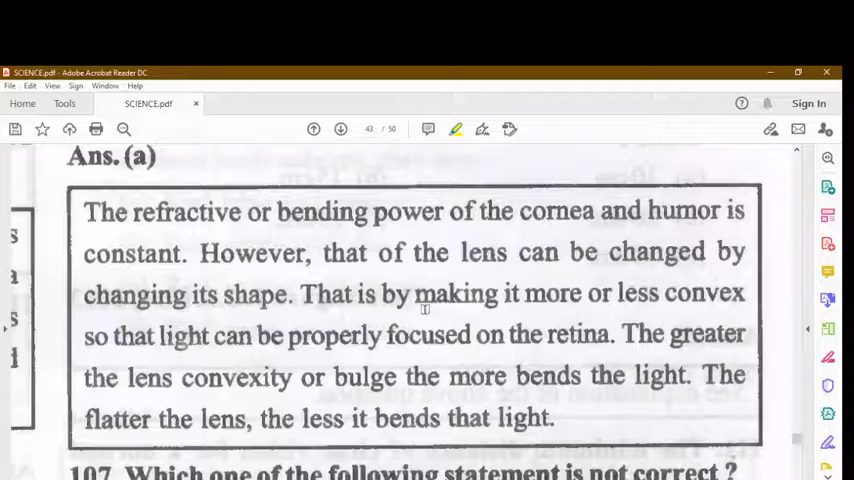 SCIENCE.pdf - Adobe Acrobat Reader DC
File Edit View Sign Window Help
Home Tools SCIENCE.pdf × Sign In
43 / 50
Ans. (a)
The refractive or bending power of the cornea and humor is
constant. However, that of the lens can be changed by
changing its shape. That is by making it more or less convex
so that light can be properly focused on the retina. The greater
the lens convexity or bulge the more bends the light. The
flatter the lens, the less it bends that light.
107. Which one of the following statement is not correct ?